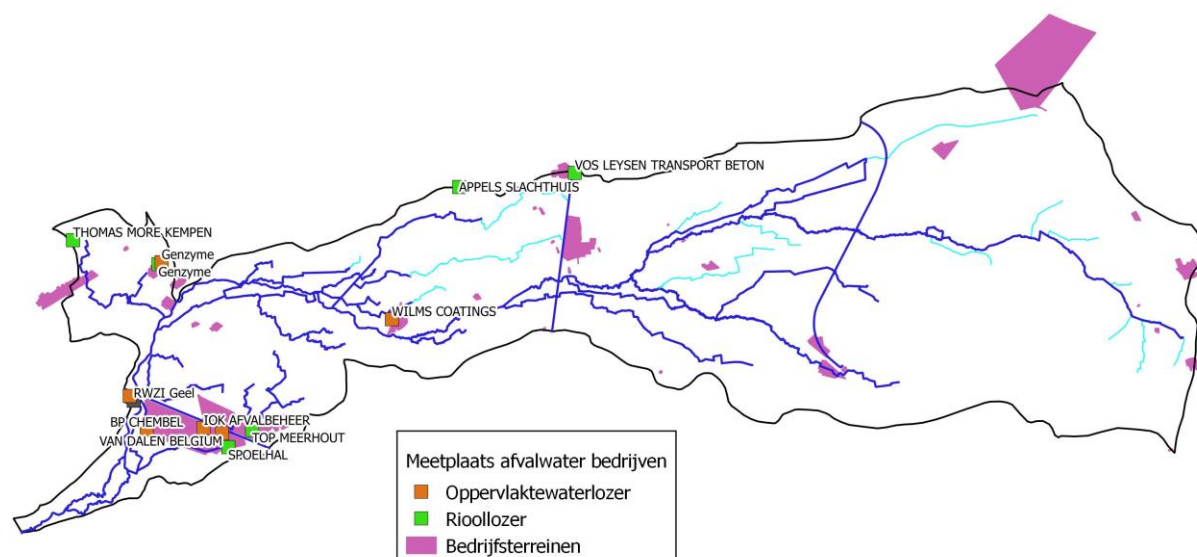 VOS LEYSEN TRANSPORT BETON
APPELS SLACHTHUIS
THOMAS MORE KEMPEN
Genzyme
Genzyme
WILMS COATINGS
RWZI Geel
BP CHEMBEL
IOK AFVALBEHEER
VAN DALEN BELGIUM
TOP MEERHOUT
SPOELHAL
Meetplaats afvalwater bedrijven
Oppervlaktewaterlozer
Rioollozer
Bedrijfsterreinen